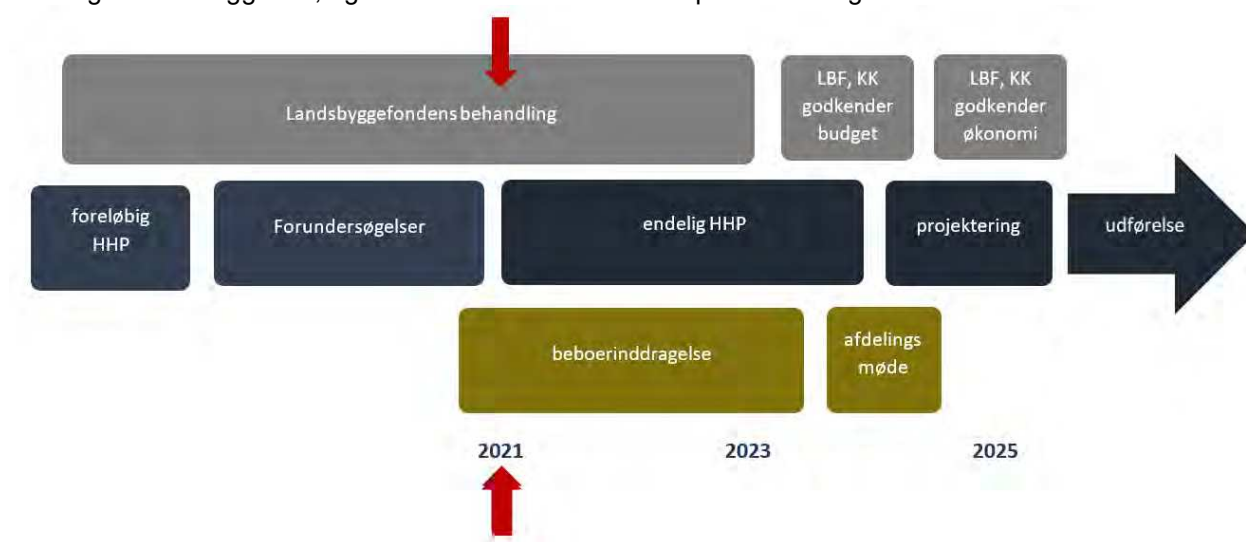 Landsbyggefondens behandling
LBF, KK
godkender
budget
LBF, KK
godkender
økonomi
foreløbig
HHP
Forundersøgelser
endelig HHP
projektering
udførelse
beboerinddragelse
afdelings
møde
2021
2023
2025